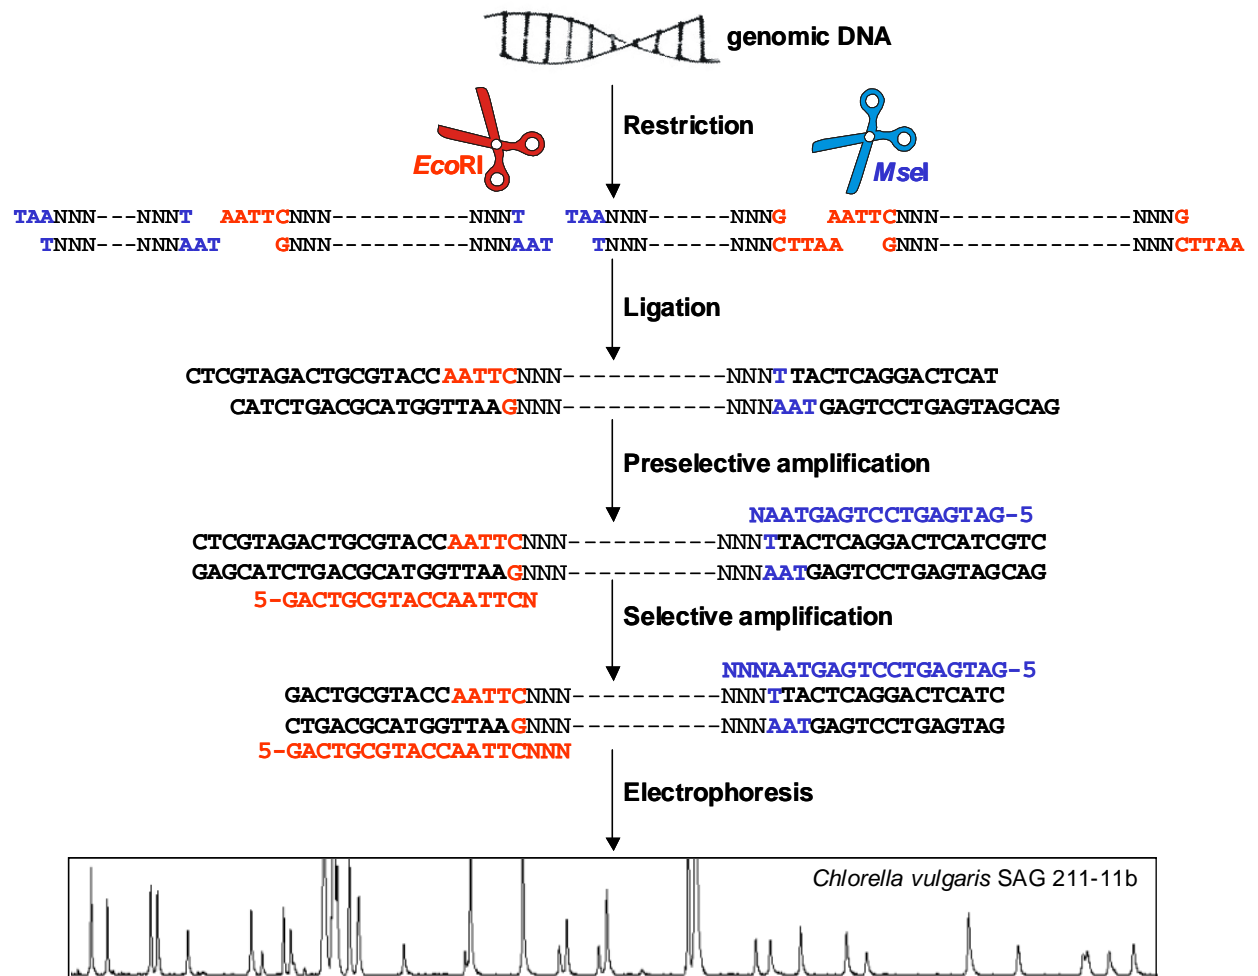 genomic DNA
Restriction
EcoRI
MseI
TAANNN---NNNT AATTCNNN----------NNNT TAANNN------NNNG AATTCNNN--------------NNNG
TNNN---NNNAAT GNNN----------NNNAAT TNNN------NNNCTTAA GNNN--------------NNNCTTAA
Ligation
CTCGTAGACTGCGTACCAATTCNNN-----------NNNTTACTCAGGACTCAT
CATCTGACGCATGGTTAAGNNN-----------NNNAATGAGTCCTGAGTAGCAG
Preselective amplification
NAATGAGTCCTGAGTAG-5
CTCGTAGACTGCGTACCAATTCNNN----------NNNTTACTCAGGACTCATCGTC
GAGCATCTGACGCATGGTTAAGNNN----------NNNAATGAGTCCTGAGTAGCAG
5-GACTGCGTACCAATTCN
Selective amplification
NNNAATGAGTCCTGAGTAG-5
GACTGCGTACCAATTCNNN----------NNNTTACTCAGGACTCATC
CTGACGCATGGTTAAGNNN----------NNNAATGAGTCCTGAGTAG
5-GACTGCGTACCAATTCNNN
Electrophoresis
Chlorella vulgaris SAG 211-11b